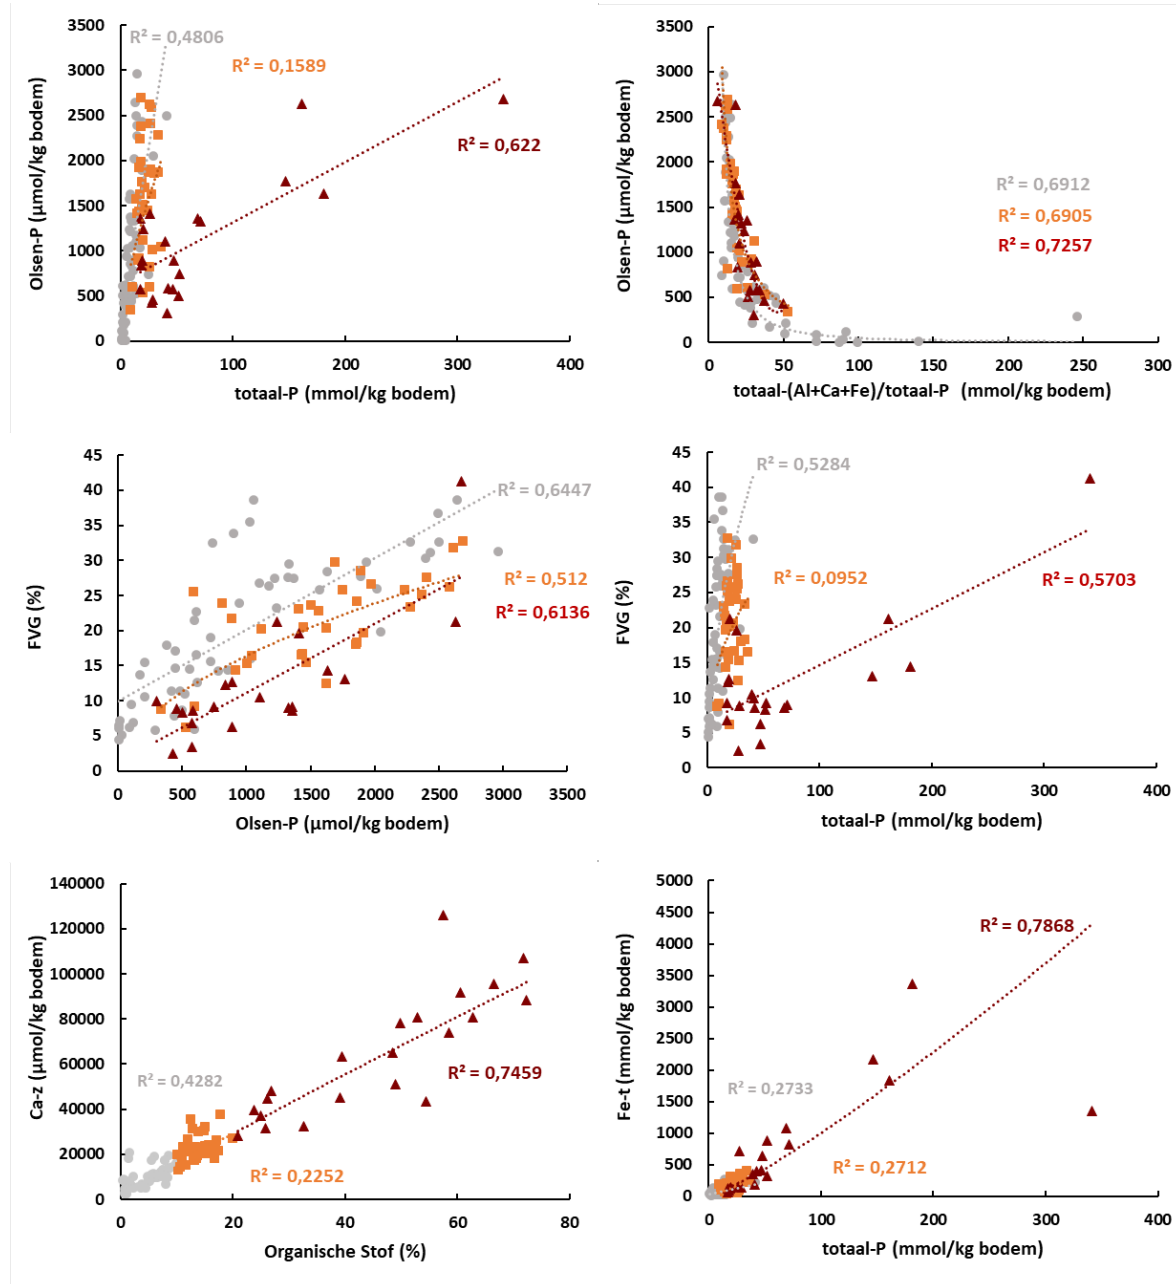 3500
3000
2500
2000
1500
1000
500
0
Olsen-P (µmol/kg bodem)
R² = 0,4806
R² = 0,1589
R² = 0,622
0 100 200 300 400
totaal-P (mmol/kg bodem)
3500
3000
2500
2000
1500
1000
500
0
Olsen-P (µmol/kg bodem)
R² = 0,6912
R² = 0,6905
R² = 0,7257
0 50 100 150 200 250 300
totaal-(Al+Ca+Fe)/totaal-P (mmol/kg bodem)
45
40
35
30
25
20
15
10
5
0
FVG (%)
R² = 0,6447
R² = 0,512
R² = 0,6136
0 500 1000 1500 2000 2500 3000 3500
Olsen-P (µmol/kg bodem)
45
40
35
30
25
20
15
10
5
0
FVG (%)
R² = 0,5284
R² = 0,0952
R² = 0,5703
0 100 200 300 400
totaal-P (mmol/kg bodem)
140000
120000
100000
80000
60000
40000
20000
0
Ca-z (µmol/kg bodem)
R² = 0,4282
R² = 0,7459
R² = 0,2252
0 20 40 60 80
Organische Stof (%)
5000
4500
4000
3500
3000
2500
2000
1500
1000
500
0
Fe-t (mmol/kg bodem)
R² = 0,7868
R² = 0,2733
R² = 0,2712
0 100 200 300 400
totaal-P (mmol/kg bodem)